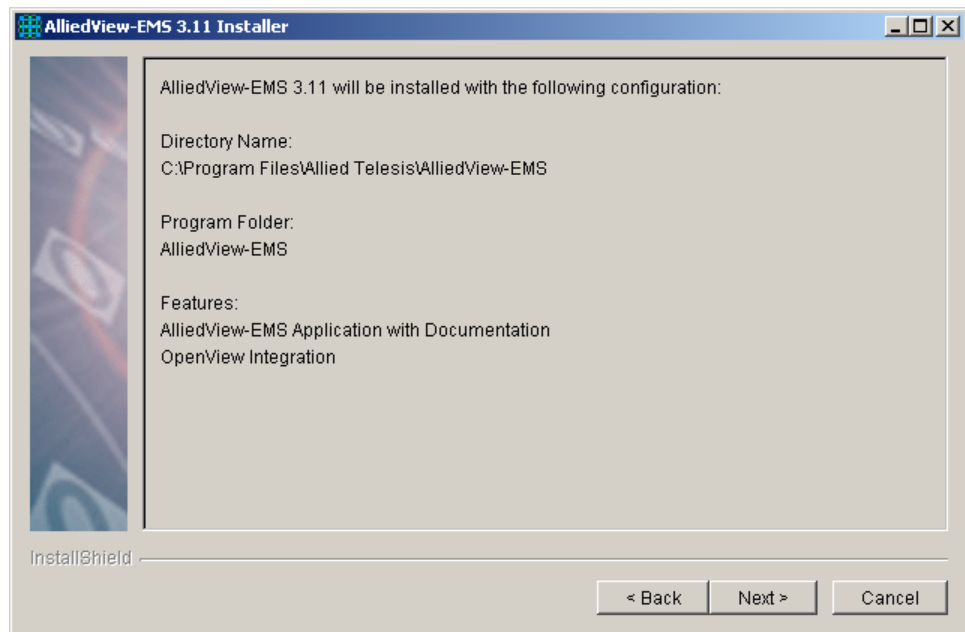 AlliedView-EMS 3.11 Installer
AlliedView-EMS 3.11 will be installed with the following configuration:
Directory Name:
C:\Program Files\Allied Telesis\AlliedView-EMS
Program Folder:
AlliedView-EMS
Features:
AlliedView-EMS Application with Documentation
OpenView Integration
InstallShield
< Back
Next >
Cancel